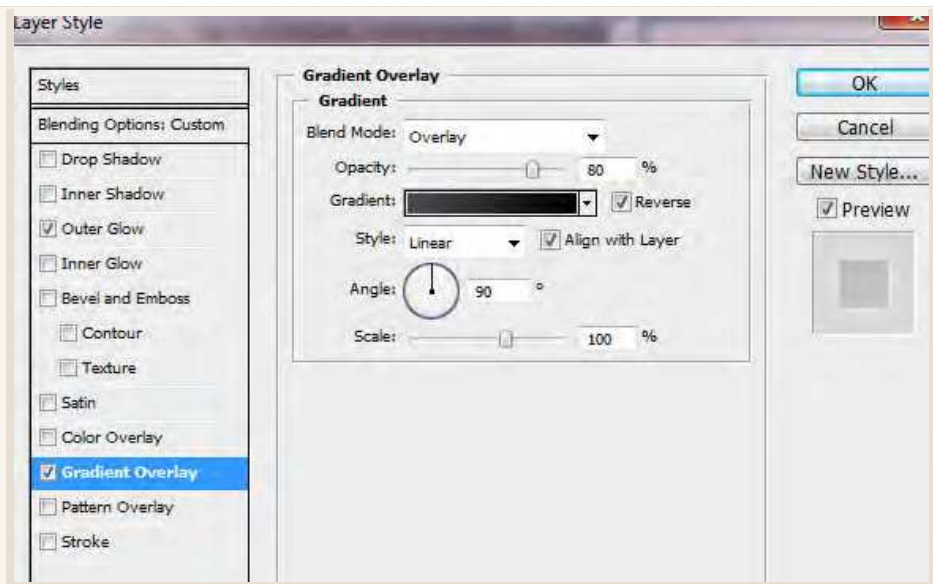 Layer Style
Styles
Blending Options: Custom
Drop Shadow
Inner Shadow
Outer Glow
Inner Glow
Bevel and Emboss
Contour
Texture
Satin
Color Overlay
Gradient Overlay
Pattern Overlay
Stroke
Gradient Overlay
Gradient
Blend Mode: Overlay
Opacity: 80 %
Gradient: Reverse
Style: Linear Align with Layer
Angle: 90 °
Scale: 100 %
OK
Cancel
New Style...
Preview